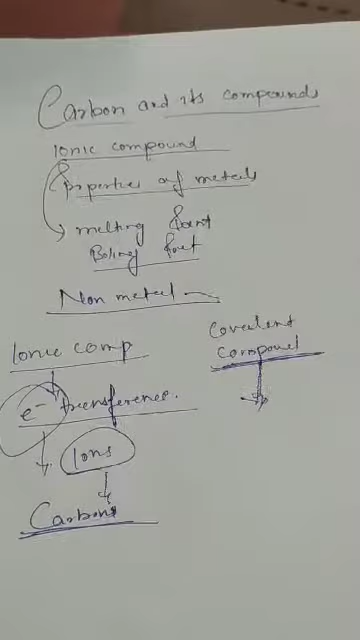 Carbon and its compounds
Ionic compound
properties of metals
melting point
Boling point
Non metal
Ionic comp
e- transference.
Ions
Carbon
Covalent
compound